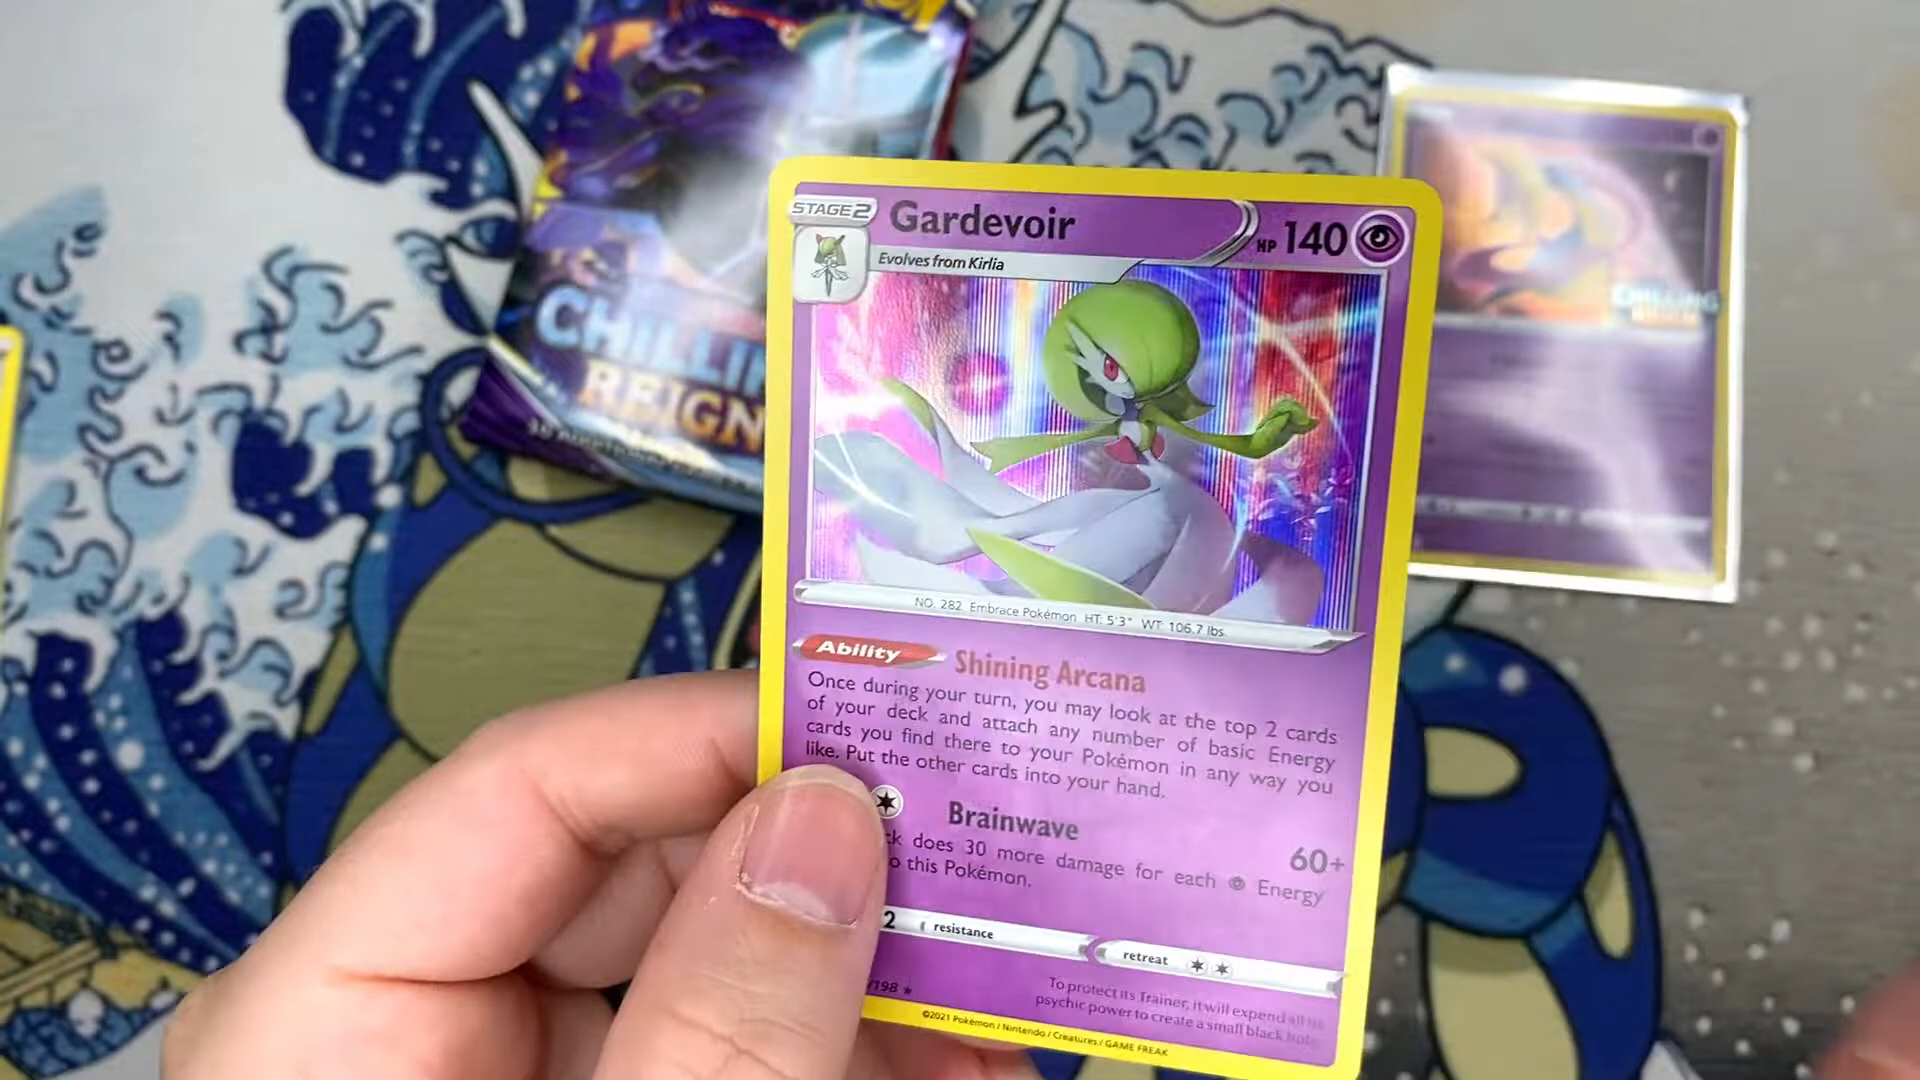 STAGE 2
Gardevoir
HP 140
Evolves from Kirlia
CHILLING
REIGN
CHILLING
NO. 282 Embrace Pokémon HT: 5'3" WT: 106.7 lbs.
Ability Shining Arcana
Once during your turn, you may look at the top 2 cards
of your deck and attach any number of basic Energy
cards you find there to your Pokémon in any way you
like. Put the other cards into your hand.
Brainwave
60+
does 30 more damage for each Energy
this Pokémon.
2
resistance
retreat
/198
To protect its Trainer, it will expend all its
psychic power to create a small black hole.
©2021 Pokémon / Nintendo / Creatures / GAME FREAK